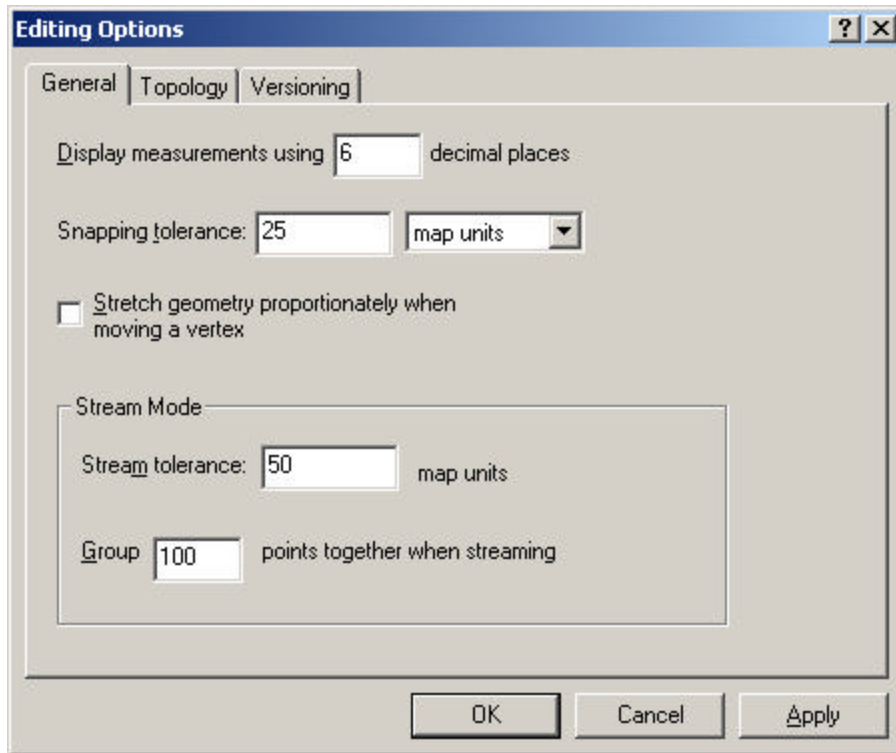 Editing Options
General Topology Versioning
Display measurements using 6 decimal places
Snapping tolerance: 25 map units
Stretch geometry proportionately when
moving a vertex
Stream Mode
Stream tolerance: 50 map units
Group 100 points together when streaming
OK Cancel Apply